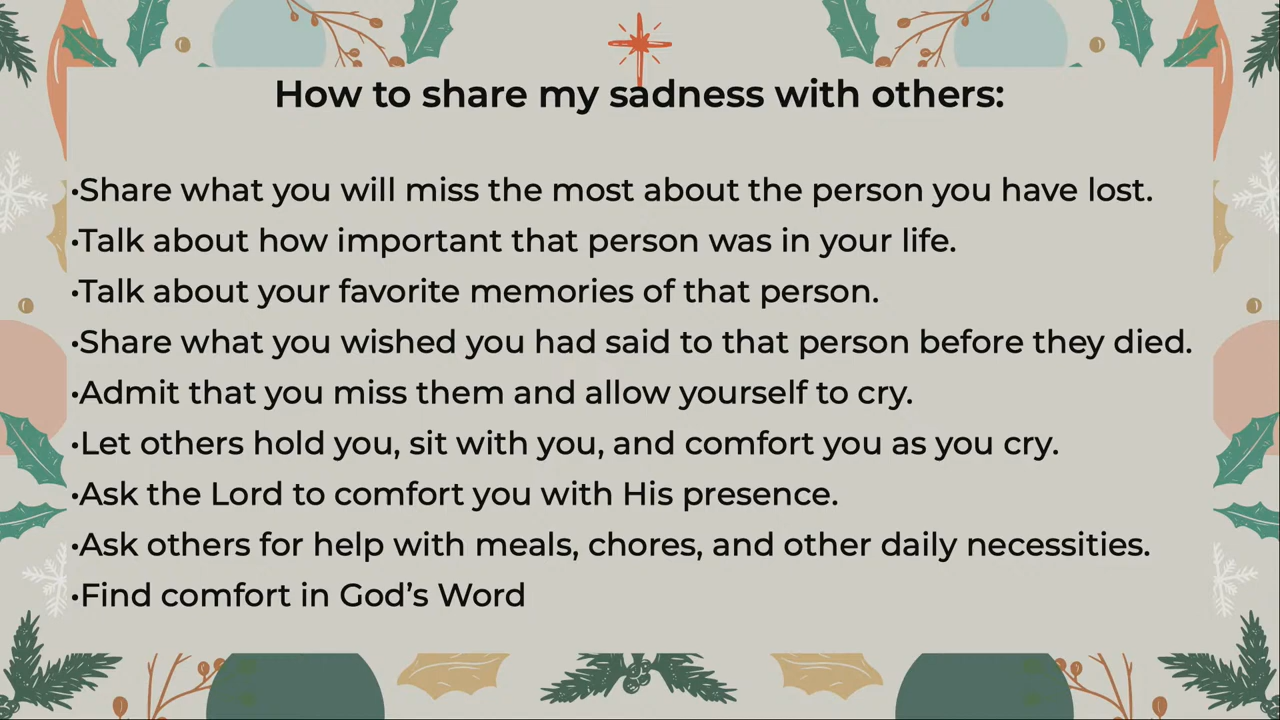 How to share my sadness with others:
•Share what you will miss the most about the person you have lost.
•Talk about how important that person was in your life.
•Talk about your favorite memories of that person.
•Share what you wished you had said to that person before they died.
•Admit that you miss them and allow yourself to cry.
•Let others hold you, sit with you, and comfort you as you cry.
•Ask the Lord to comfort you with His presence.
•Ask others for help with meals, chores, and other daily necessities.
•Find comfort in God’s Word